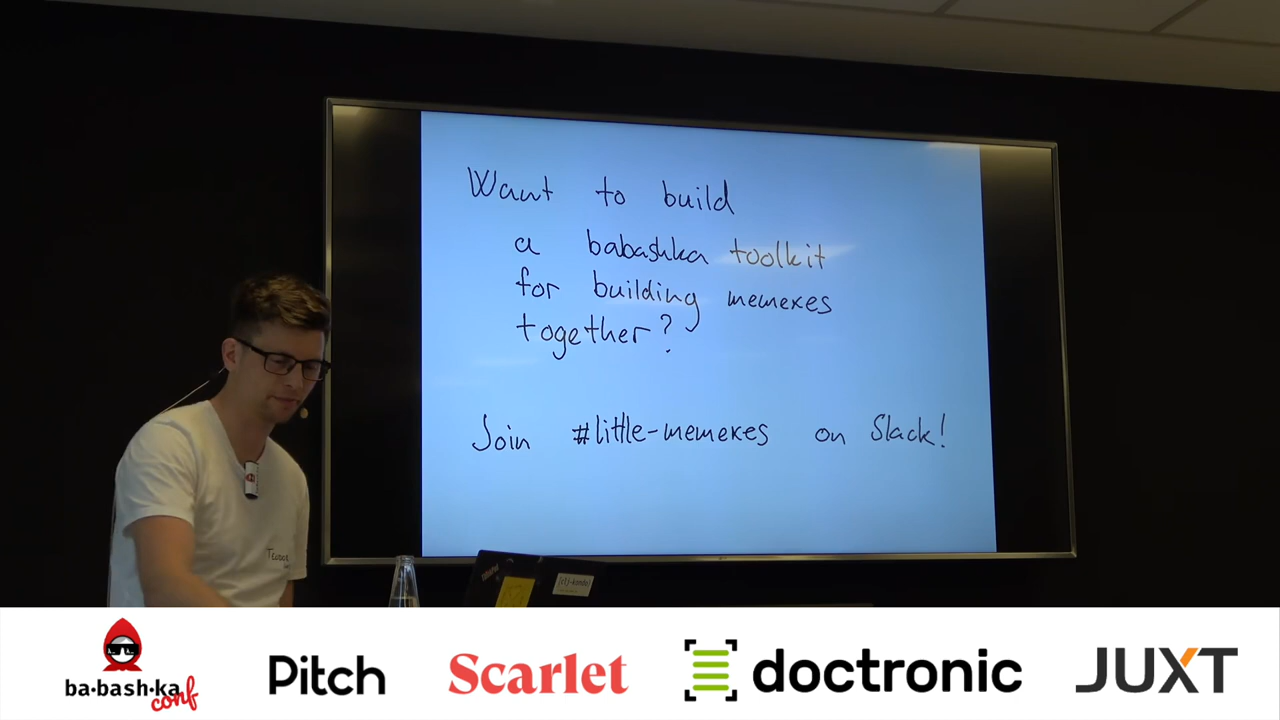 Want to build
a babashka toolkit
for building memexes
together?
Join #little-memexes on Slack!
ba·bash·ka
conf
Pitch
Scarlet
doctronic
JUXT